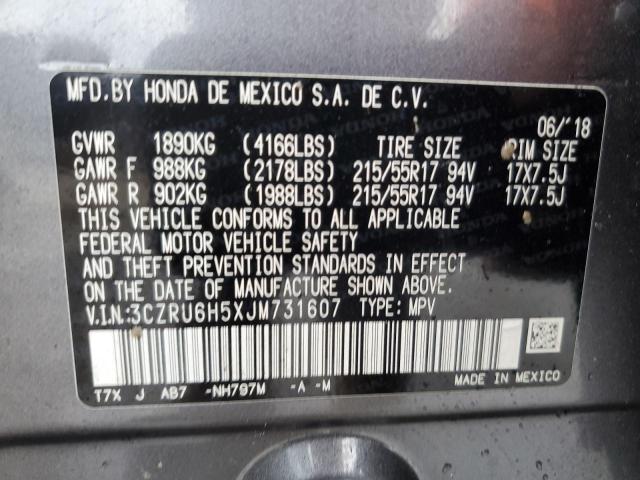 MFD.BY HONDA DE MEXICO S.A. DE C.V.
06/'18
GVWR 1890KG (4166LBS) TIRE SIZE RIM SIZE
GAWR F 988KG (2178LBS) 215/55R17 94V 17X7.5J
GAWR R 902KG (1988LBS) 215/55R17 94V 17X7.5J
THIS VEHICLE CONFORMS TO ALL APPLICABLE
FEDERAL MOTOR VEHICLE SAFETY
AND THEFT PREVENTION STANDARDS IN EFFECT
ON THE DATE OF MANUFACTURE SHOWN ABOVE.
V.I.N.:3CZRU6H5XJM731607 TYPE: MPV
T7X J AB7 -NH797M -A -M
MADE IN MEXICO